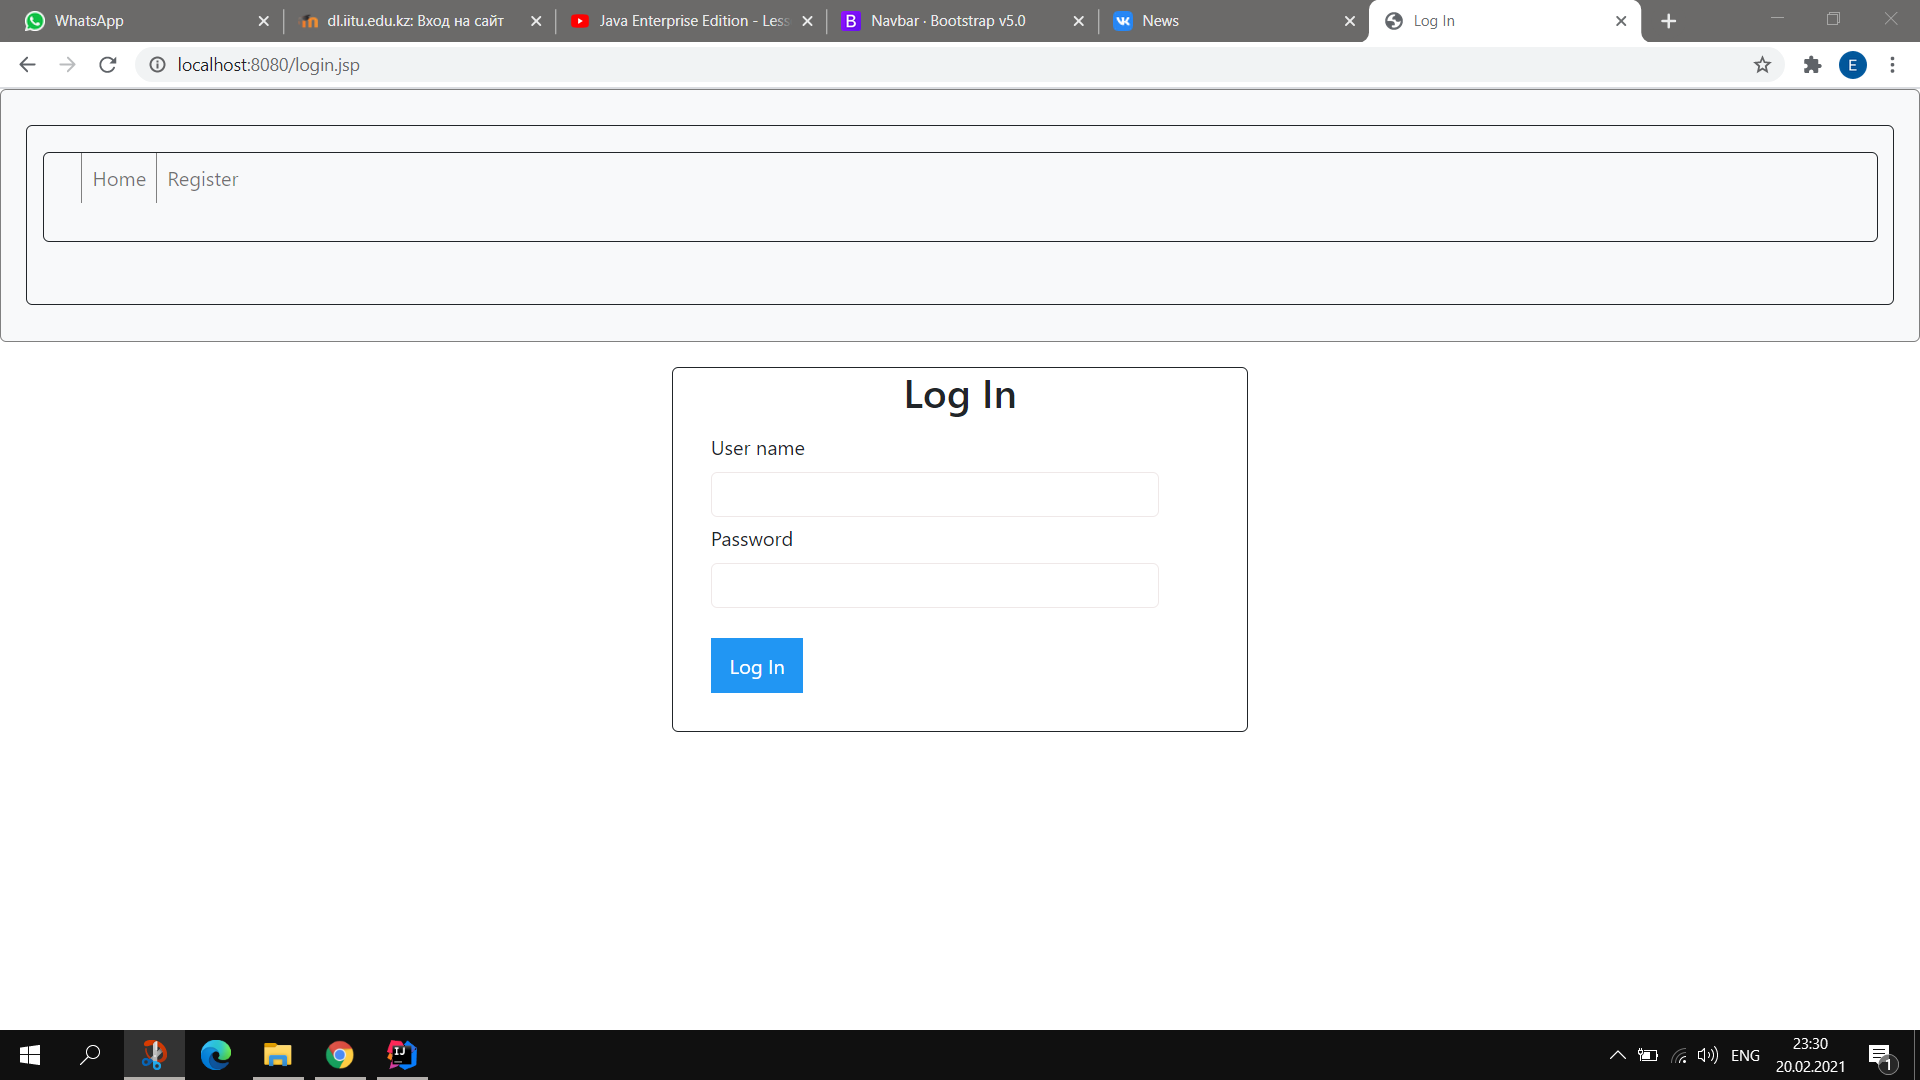 WhatsApp
dl.iitu.edu.kz: Вход на сайт
Java Enterprise Edition - Less
B
Navbar · Bootstrap v5.0
News
Log In
localhost:8080/login.jsp
E
Home
Register
Log In
User name
Password
Log In
IJ
ENG
23:30
20.02.2021
1